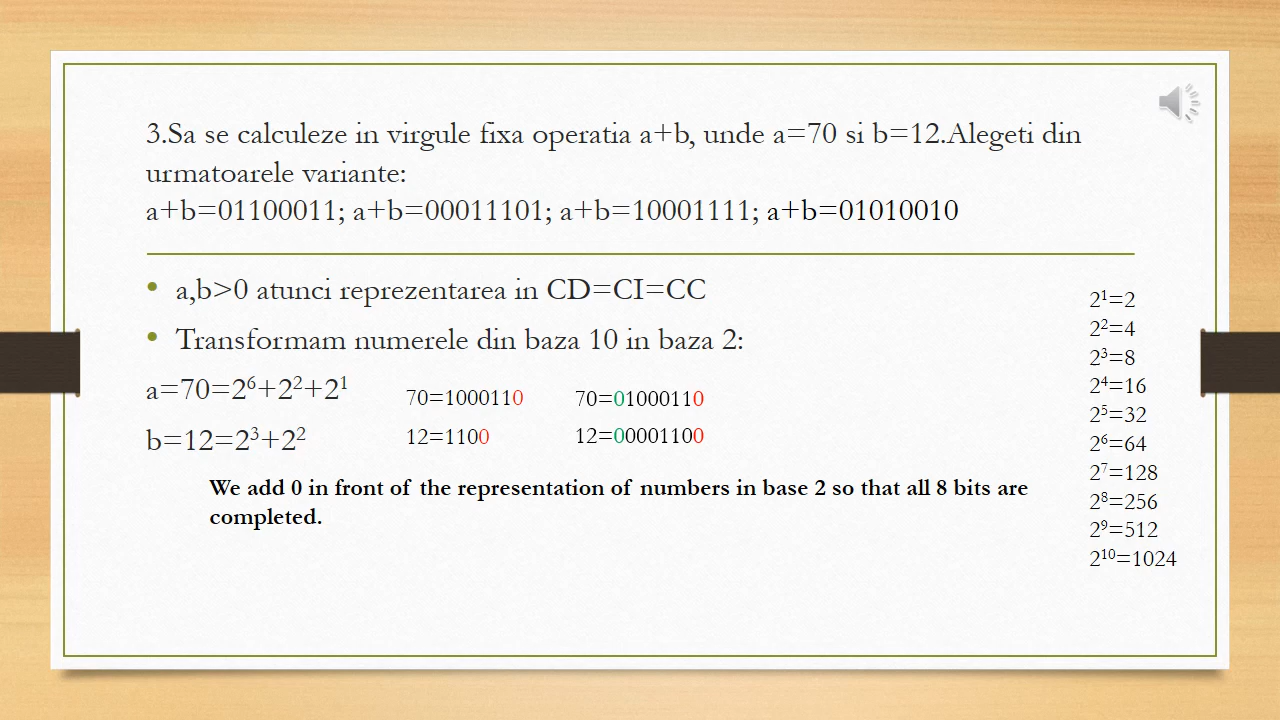 3.Sa se calculeze in virgule fixa operatia a+b, unde a=70 si b=12.Alegeti din
urmatoarele variante:
a+b=01100011; a+b=00011101; a+b=10001111; a+b=01010010
• a,b>0 atunci reprezentarea in CD=CI=CC
• Transformam numerele din baza 10 in baza 2:
a=70=2⁶+2²+2¹
70=1000110
70=01000110
b=12=2³+2²
12=1100
12=00001100
We add 0 in front of the representation of numbers in base 2 so that all 8 bits are
completed.
2¹=2
2²=4
2³=8
2⁴=16
2⁵=32
2⁶=64
2⁷=128
2⁸=256
2⁹=512
2¹⁰=1024